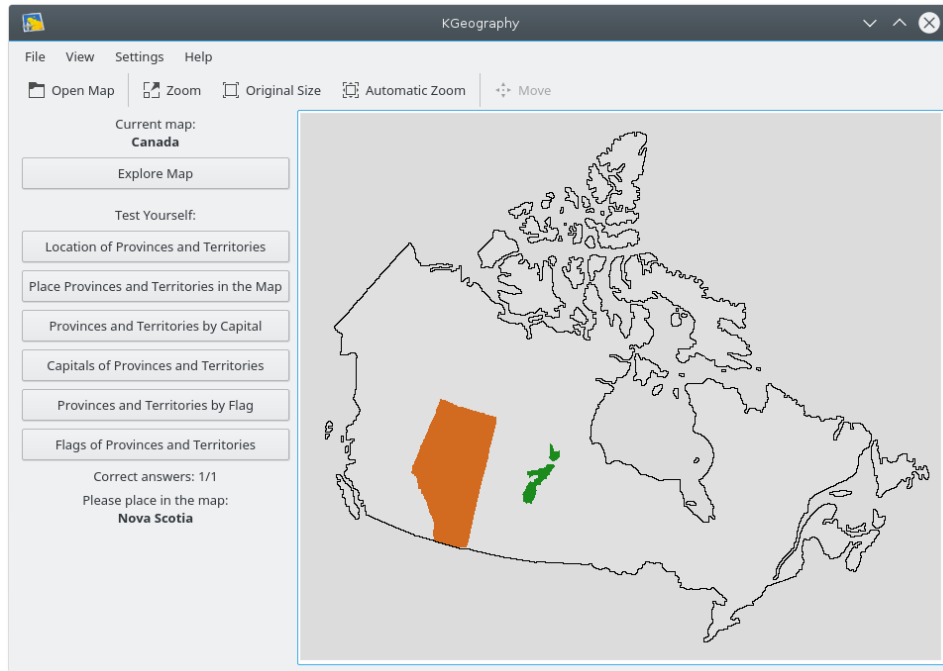 KGeography
File View Settings Help
Open Map Zoom Original Size Automatic Zoom Move
Current map:
Canada
Explore Map
Test Yourself:
Location of Provinces and Territories
Place Provinces and Territories in the Map
Provinces and Territories by Capital
Capitals of Provinces and Territories
Provinces and Territories by Flag
Flags of Provinces and Territories
Correct answers: 1/1
Please place in the map:
Nova Scotia